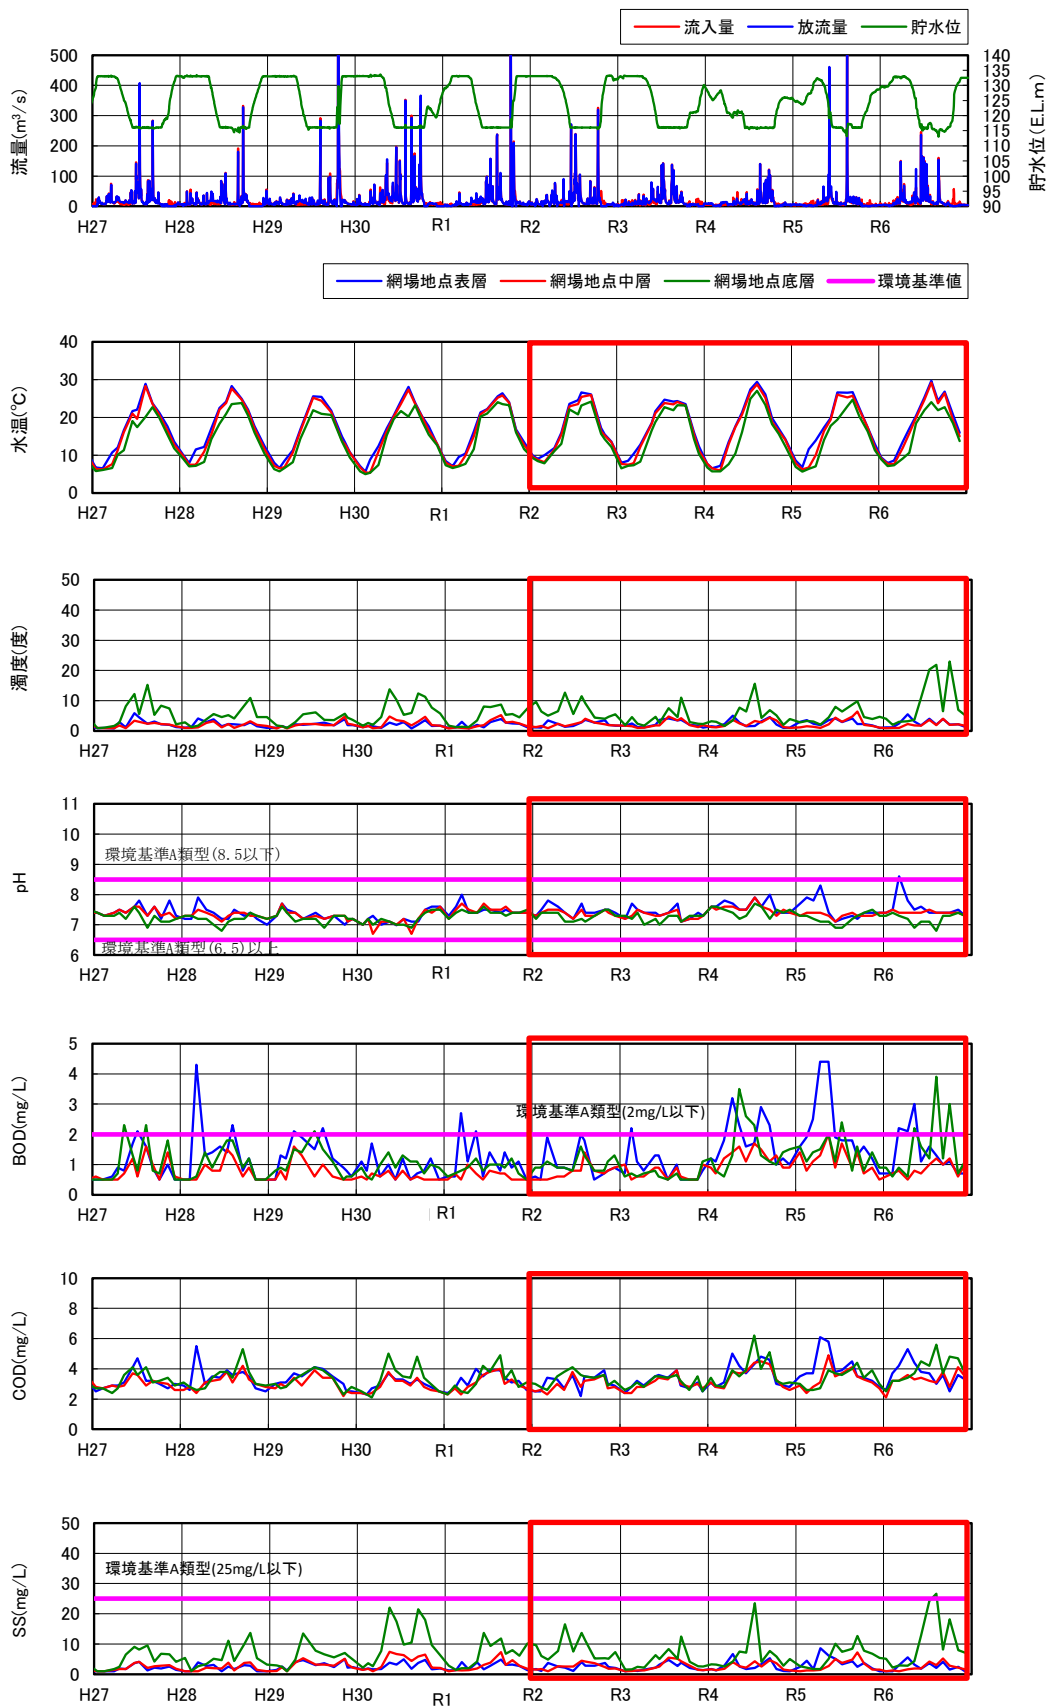 流入量 放流量 貯水位
流量(m³/s)
500
400
300
200
100
0
140
135
130
125
120
115
110
105
100
95
90
貯水位(E.L.m)
H27 H28 H29 H30 R1 R2 R3 R4 R5 R6
網場地点表層 網場地点中層 網場地点底層 環境基準値
水温(℃)
40
30
20
10
0
H27 H28 H29 H30 R1 R2 R3 R4 R5 R6
濁度(度)
50
40
30
20
10
0
H27 H28 H29 H30 R1 R2 R3 R4 R5 R6
pH
11
10
9
8
7
6
環境基準A類型(8.5以下)
環境基準A類型(6.5)以上
H27 H28 H29 H30 R1 R2 R3 R4 R5 R6
BOD(mg/L)
5
4
3
2
1
0
環境基準A類型(2mg/L以下)
H27 H28 H29 H30 R1 R2 R3 R4 R5 R6
COD(mg/L)
10
8
6
4
2
0
H27 H28 H29 H30 R1 R2 R3 R4 R5 R6
SS(mg/L)
50
40
30
20
10
0
環境基準A類型(25mg/L以下)
H27 H28 H29 H30 R1 R2 R3 R4 R5 R6